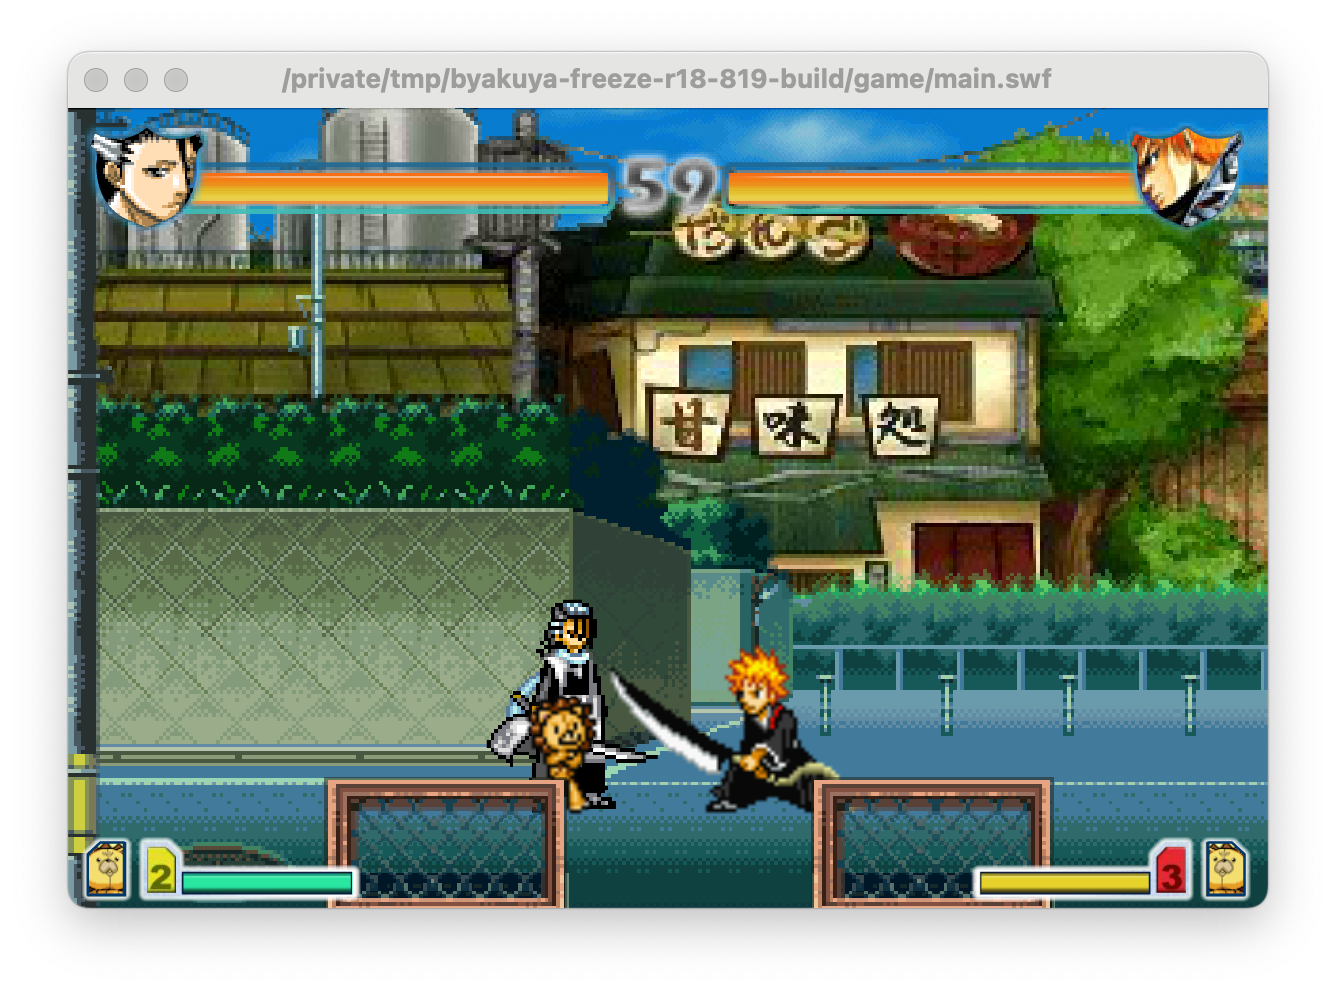 /private/tmp/byakuya-freeze-r18-819-build/game/main.swf
59
甘 味 処
2
3